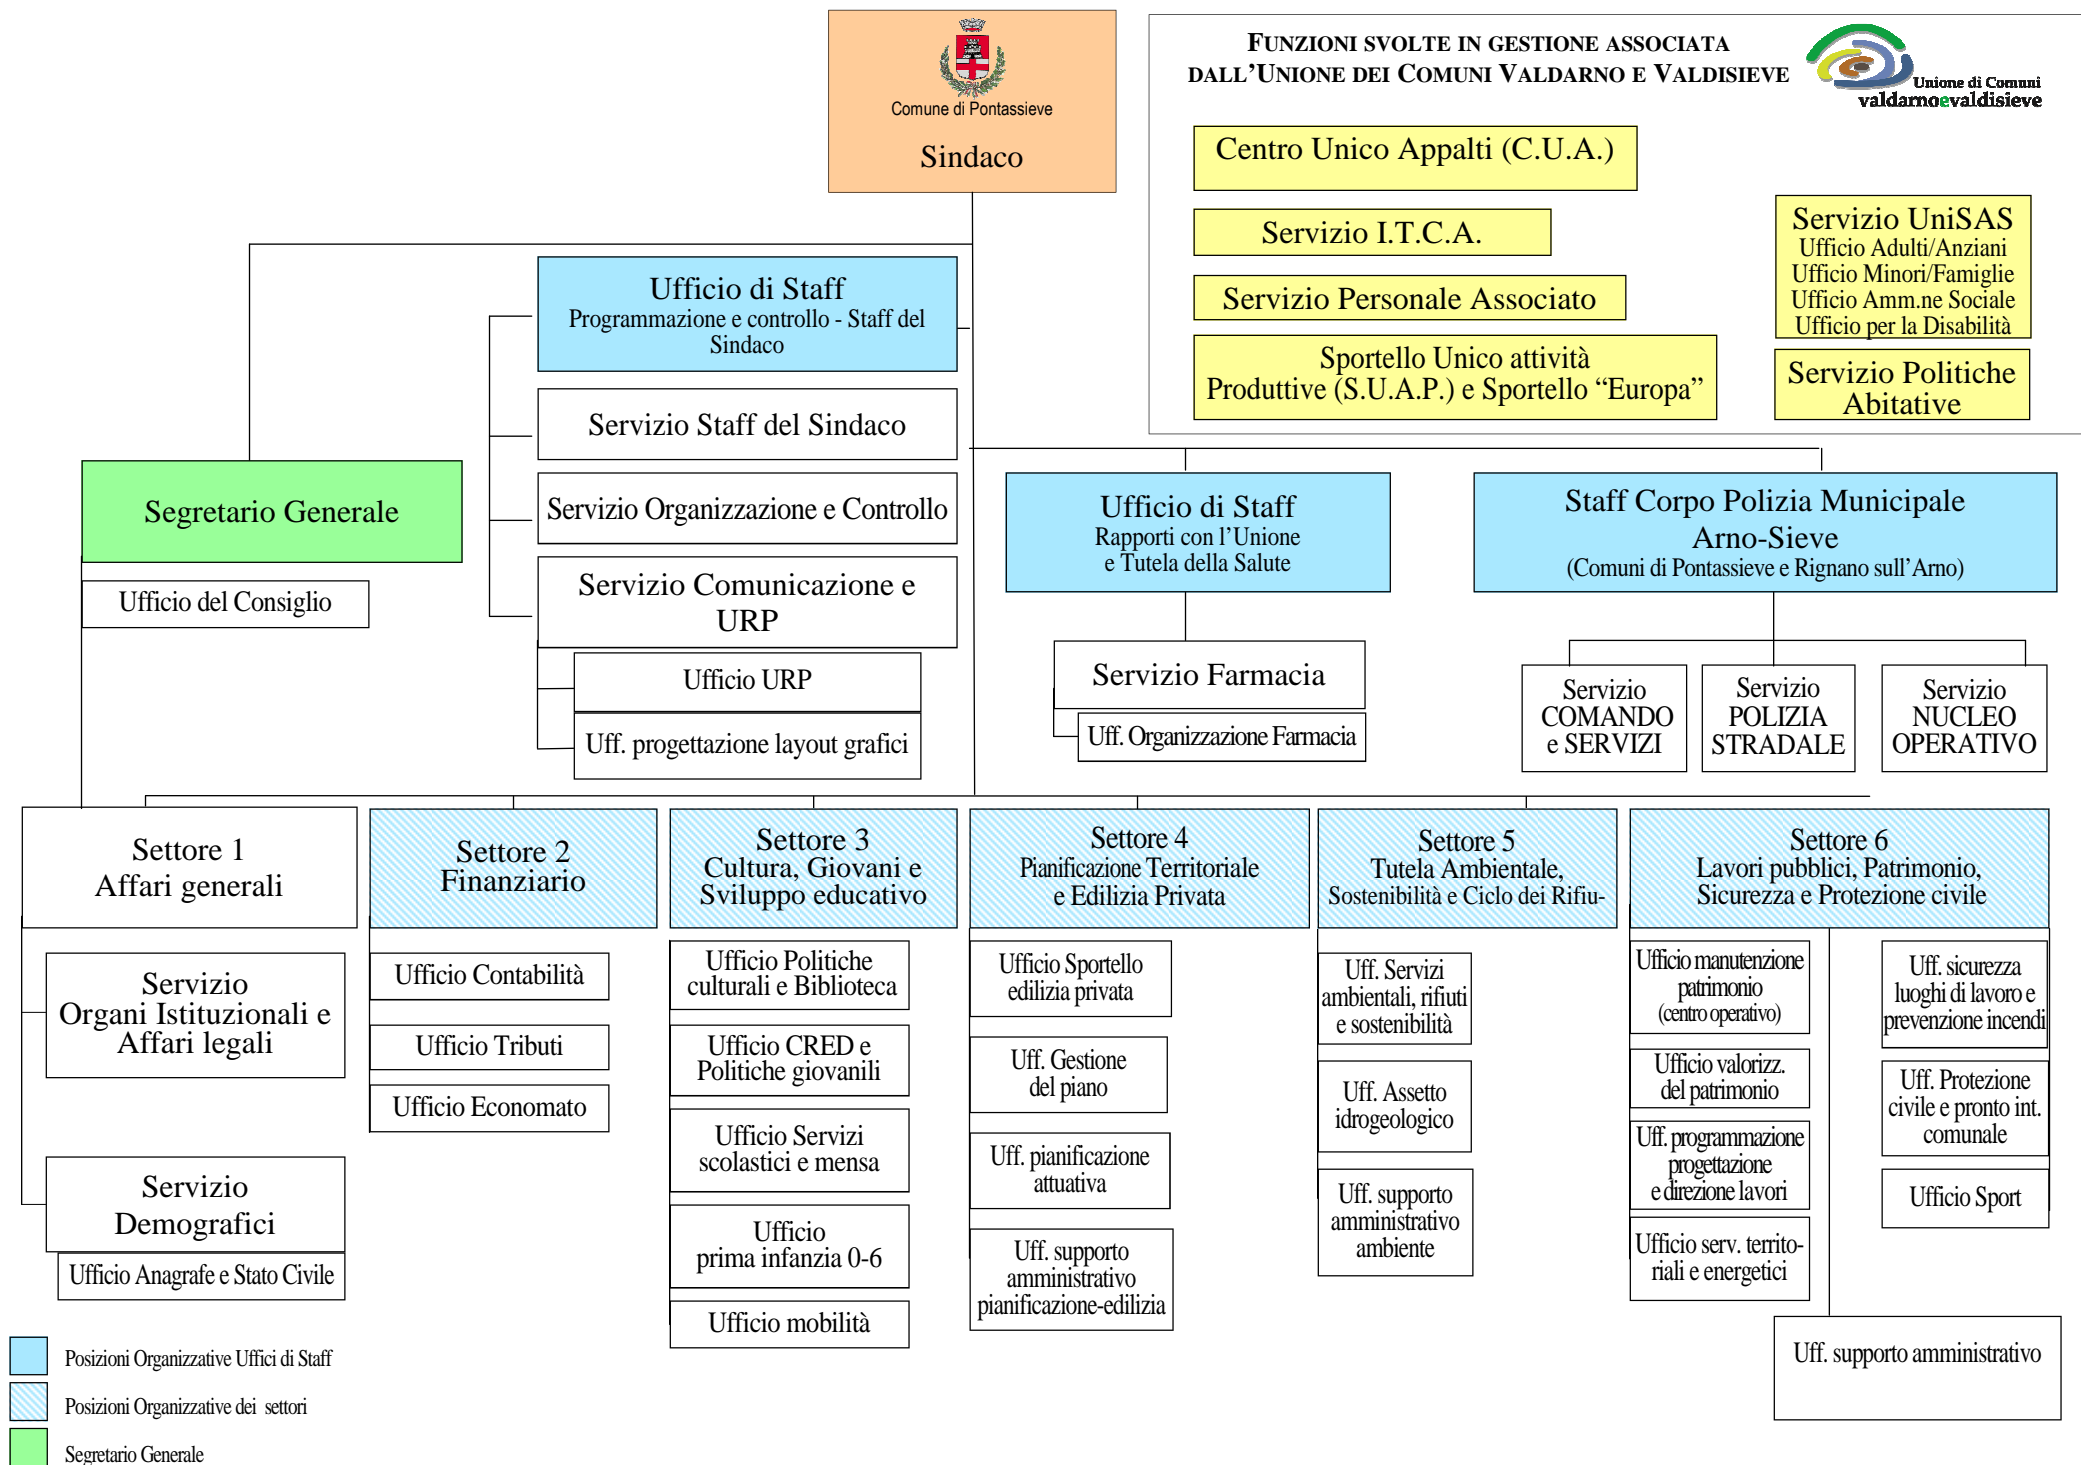 Comune di Pontassieve
Sindaco
FUNZIONI SVOLTE IN GESTIONE ASSOCIATA
DALL'UNIONE DEI COMUNI VALDARNO E VALDISIEVE
Unione di Comuni
valdarnoevaldisieve
Centro Unico Appalti (C.U.A.)
Servizio I.T.C.A.
Servizio Personale Associato
Sportello Unico attività
Produttive (S.U.A.P.) e Sportello “Europa”
Servizio UniSAS
Ufficio Adulti/Anziani
Ufficio Minori/Famiglie
Ufficio Amm.ne Sociale
Ufficio per la Disabilità
Servizio Politiche
Abitative
Ufficio di Staff
Programmazione e controllo - Staff del
Sindaco
Servizio Staff del Sindaco
Servizio Organizzazione e Controllo
Servizio Comunicazione e
URP
Ufficio URP
Uff. progettazione layout grafici
Segretario Generale
Ufficio del Consiglio
Ufficio di Staff
Rapporti con l’Unione
e Tutela della Salute
Servizio Farmacia
Uff. Organizzazione Farmacia
Staff Corpo Polizia Municipale
Arno-Sieve
(Comuni di Pontassieve e Rignano sull’Arno)
Servizio
COMANDO
e SERVIZI
Servizio
POLIZIA
STRADALE
Servizio
NUCLEO
OPERATIVO
Settore 1
Affari generali
Servizio
Organi Istituzionali e
Affari legali
Servizio
Demografici
Ufficio Anagrafe e Stato Civile
Settore 2
Finanziario
Ufficio Contabilità
Ufficio Tributi
Ufficio Economato
Settore 3
Cultura, Giovani e
Sviluppo educativo
Ufficio Politiche
culturali e Biblioteca
Ufficio CRED e
Politiche giovanili
Ufficio Servizi
scolastici e mensa
Ufficio
prima infanzia 0-6
Ufficio mobilità
Settore 4
Pianificazione Territoriale
e Edilizia Privata
Ufficio Sportello
edilizia privata
Uff. Gestione
del piano
Uff. pianificazione
attuativa
Uff. supporto
amministrativo
pianificazione-edilizia
Settore 5
Tutela Ambientale,
Sostenibilità e Ciclo dei Rifiu-
Uff. Servizi
ambientali, rifiuti
e sostenibilità
Uff. Assetto
idrogeologico
Uff. supporto
amministrativo
ambiente
Settore 6
Lavori pubblici, Patrimonio,
Sicurezza e Protezione civile
Ufficio manutenzione
patrimonio
(centro operativo)
Ufficio valorizz.
del patrimonio
Uff. programmazione
progettazione
e direzione lavori
Ufficio serv. territo-
riali e energetici
Uff. sicurezza
luoghi di lavoro e
prevenzione incendi
Uff. Protezione
civile e pronto int.
comunale
Ufficio Sport
Uff. supporto amministrativo
Posizioni Organizzative Uffici di Staff
Posizioni Organizzative dei settori
Segretario Generale